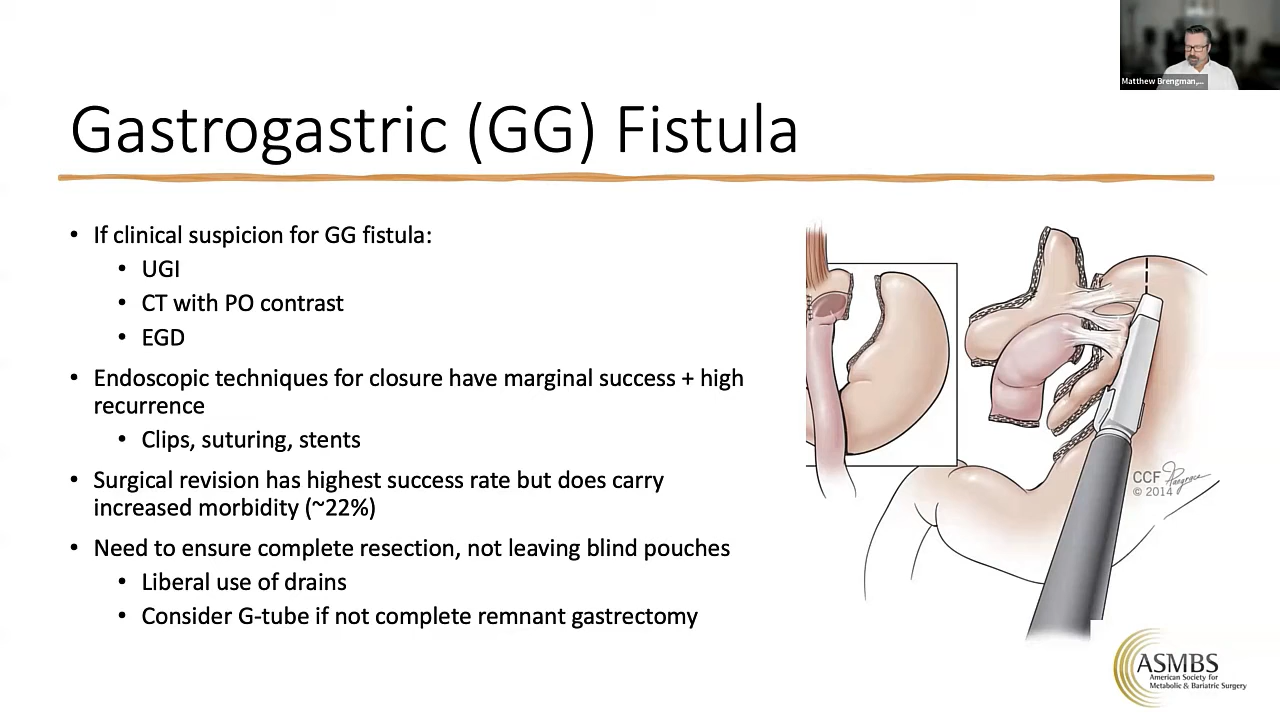 Matthew Brengman,...
Gastrogastric (GG) Fistula
• If clinical suspicion for GG fistula:
• UGI
• CT with PO contrast
• EGD
• Endoscopic techniques for closure have marginal success + high
recurrence
• Clips, suturing, stents
• Surgical revision has highest success rate but does carry
increased morbidity (~22%)
• Need to ensure complete resection, not leaving blind pouches
• Liberal use of drains
• Consider G-tube if not complete remnant gastrectomy
CCF
© 2014
ASMBS
American Society for
Metabolic & Bariatric Surgery